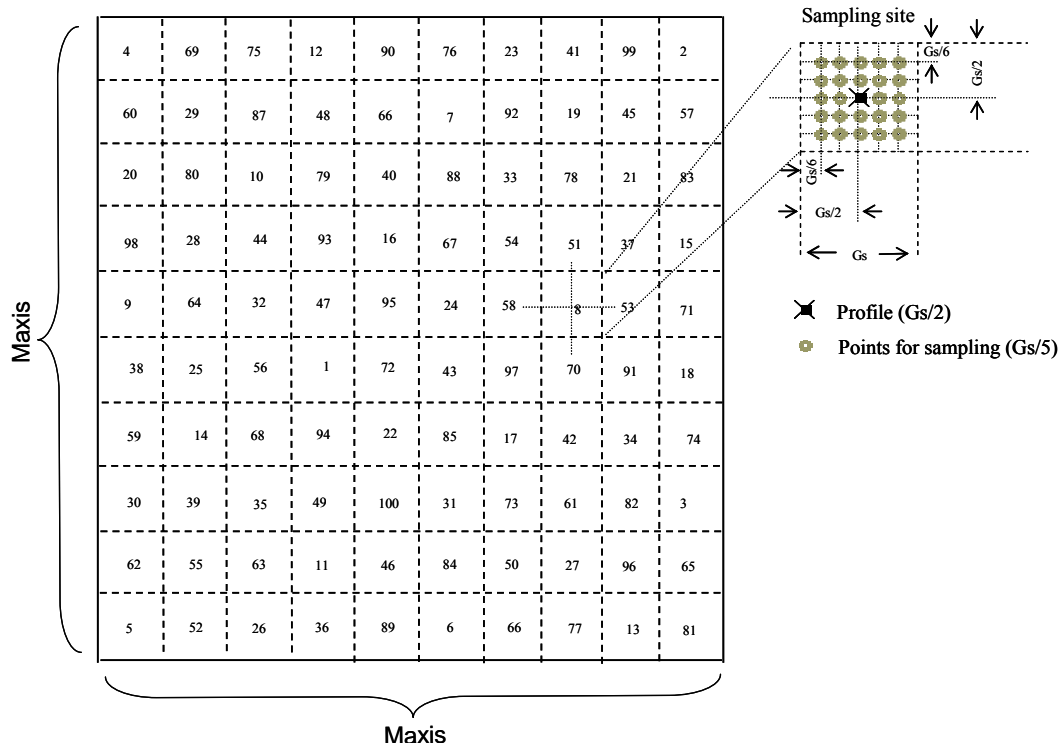 Sampling site
4 69 75 12 90 76 23 41 99 2
60 29 87 48 66 7 92 19 45 57
20 80 10 79 40 88 33 78 21 83
98 28 44 93 16 67 54 51 37 15
9 64 32 47 95 24 58 8 53 71
38 25 56 1 72 43 97 70 91 18
59 14 68 94 22 85 17 42 34 74
30 39 35 49 100 31 73 61 82 3
62 55 63 11 46 84 50 27 96 65
5 52 26 36 89 6 66 77 13 81
Maxis
Maxis
Gs/6
Gs/2
Gs/6
Gs/2
Gs
Profile (Gs/2)
Points for sampling (Gs/5)